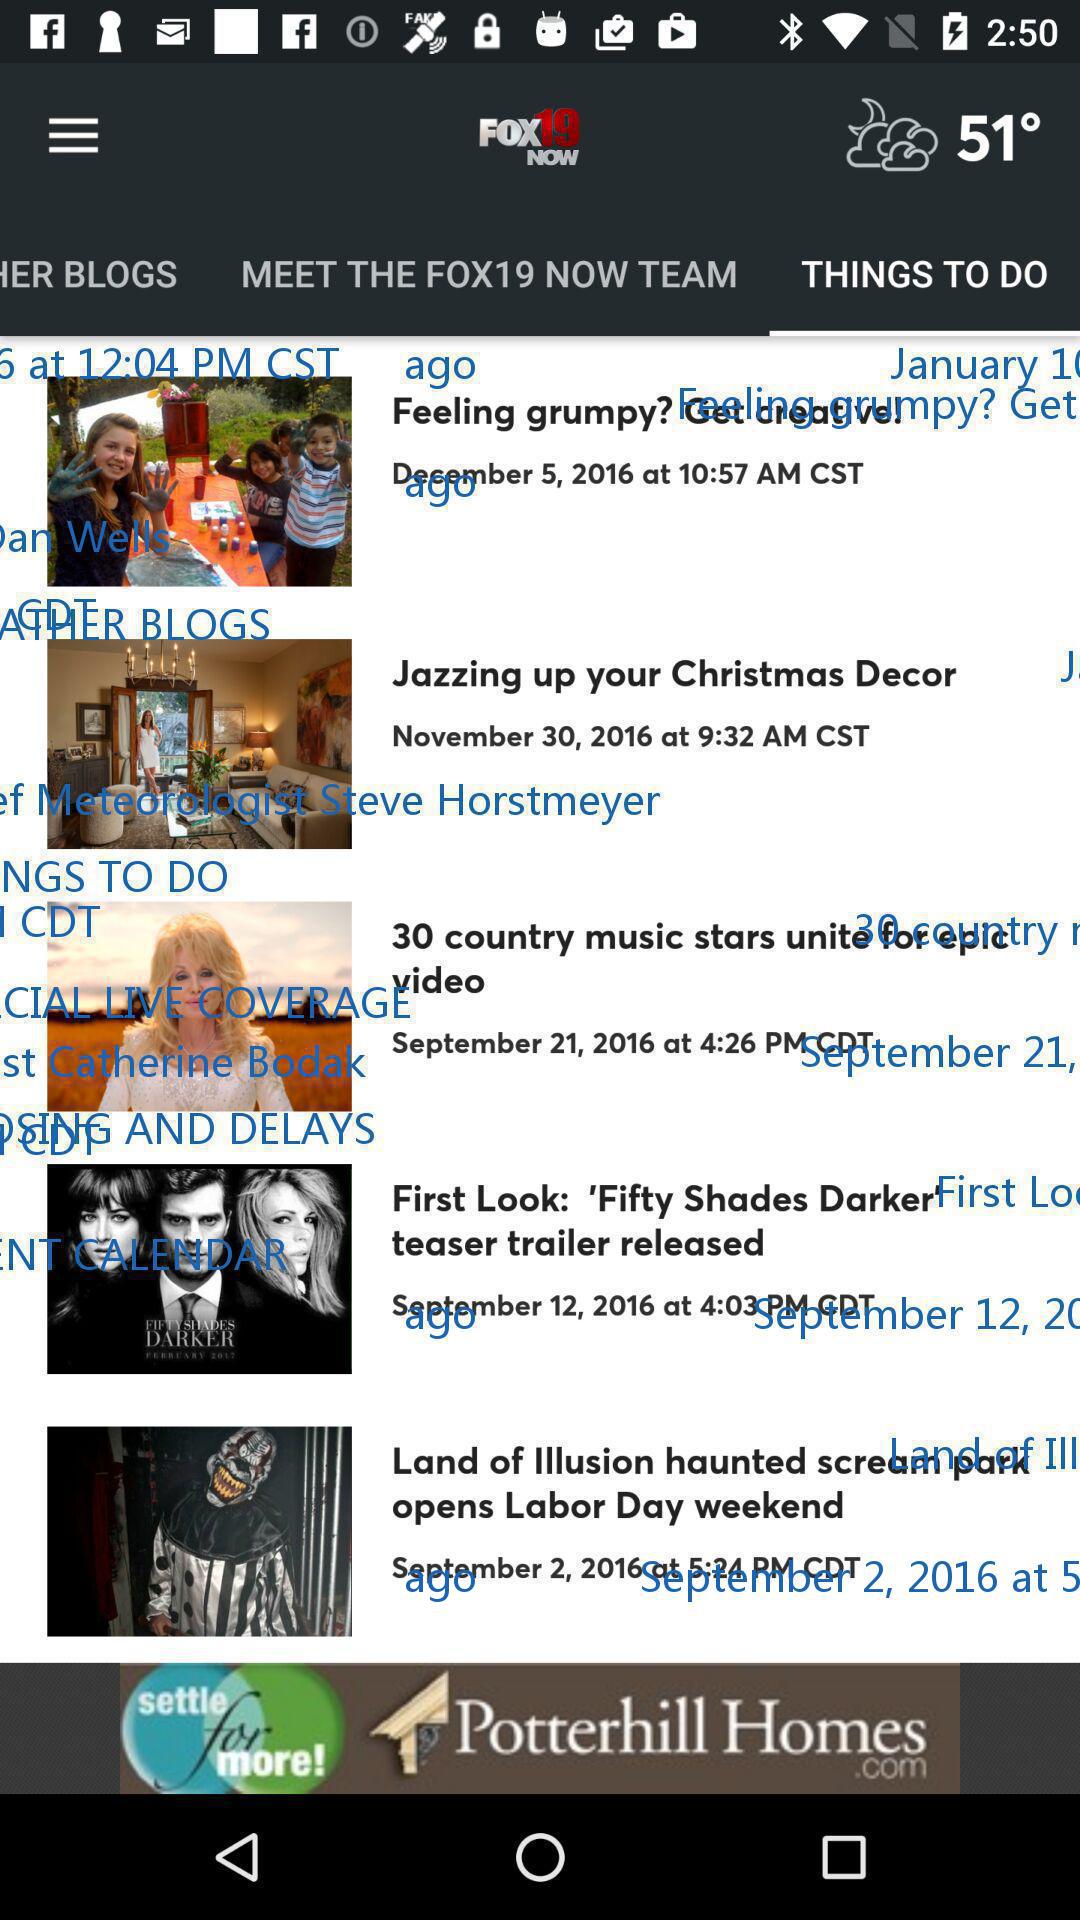 FAKE
2:50
FOX19
NOW
51°
HER BLOGS
MEET THE FOX19 NOW TEAM
THINGS TO DO
6 at 12:04 PM CST
ago
January 10
Feeling grumpy? Get creative!
Feeling grumpy? Get
December 5, 2016 at 10:57 AM CST
ago
Dan Wells
CDT
ATHER BLOGS
Jazzing up your Christmas Decor
November 30, 2016 at 9:32 AM CST
ef Meteorologist Steve Horstmeyer
NGS TO DO
CDT
30 country music stars unite for epic
30 country
video
CIAL LIVE COVERAGE
September 21, 2016 at 4:26 PM CDT
September 21,
st Catherine Bodak
OSING AND DELAYS
CDT
First Look: 'Fifty Shades Darker'
First Loo
teaser trailer released
ENT CALENDAR
September 12, 2016 at 4:03 PM CDT
ago
September 12, 20
FIFTY SHADES
DARKER
FEBRUARY 2017
Land of Illusion haunted scream park
Land of Ill
opens Labor Day weekend
September 2, 2016 at 5:24 PM CDT
ago
September 2, 2016 at 5
settle
for
more!
Potterhill Homes
.com